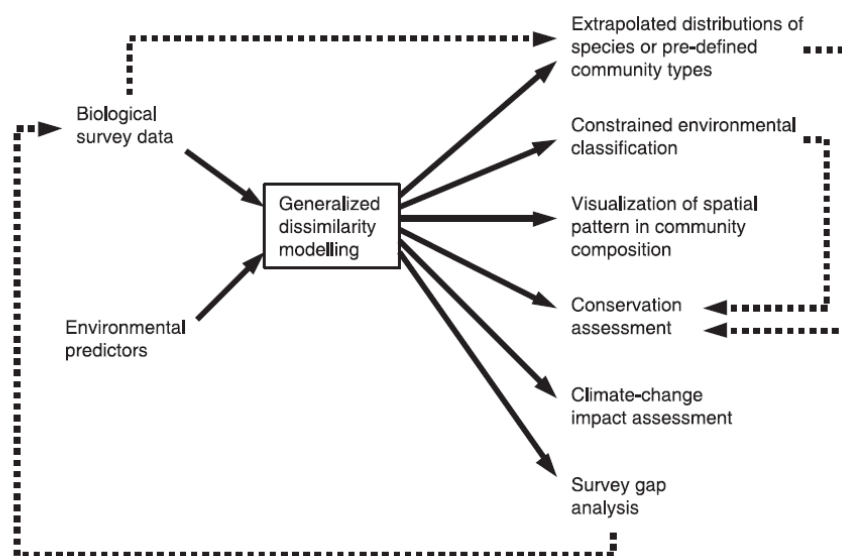 Extrapolated distributions of
species or pre-defined
community types
Biological
survey data
Constrained environmental
classification
Generalized
dissimilarity
modelling
Visualization of spatial
pattern in community
composition
Environmental
predictors
Conservation
assessment
Climate-change
impact assessment
Survey gap
analysis